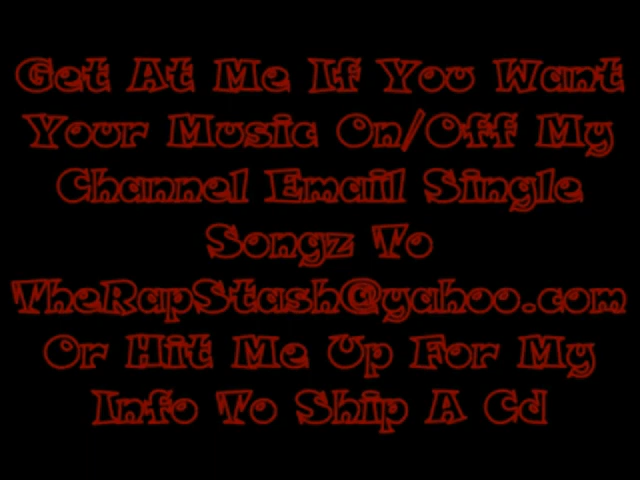 Get At Me If You Want
Your Music On/Off My
Channel Email Single
Songz To
TheRapStash@yahoo.com
Or Hit Me Up For My
Info To Ship A Cd